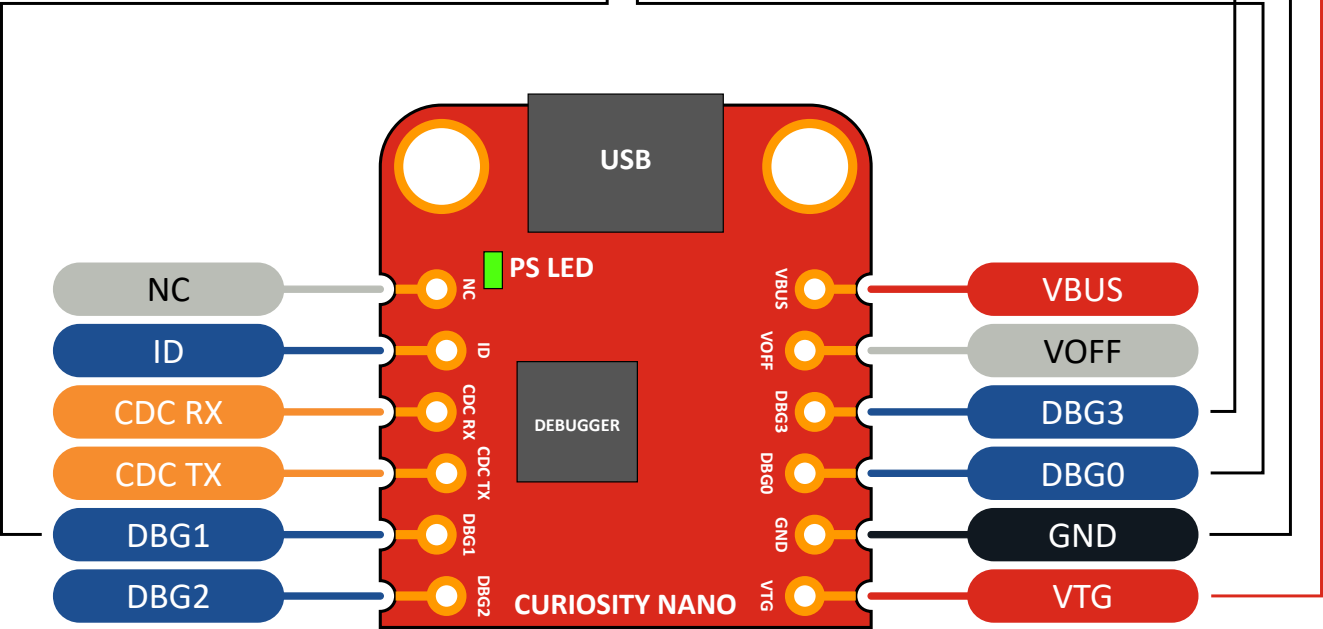 USB
PS LED
NC
NC
VBUS
VBUS
ID
ID
VOFF
VOFF
CDC RX
CDC RX
DBG3
DBG3
DEBUGGER
CDC TX
CDC TX
DBG0
DBG0
DBG1
DBG1
GND
GND
DBG2
DBG2
CURIOSITY NANO
VTG
VTG